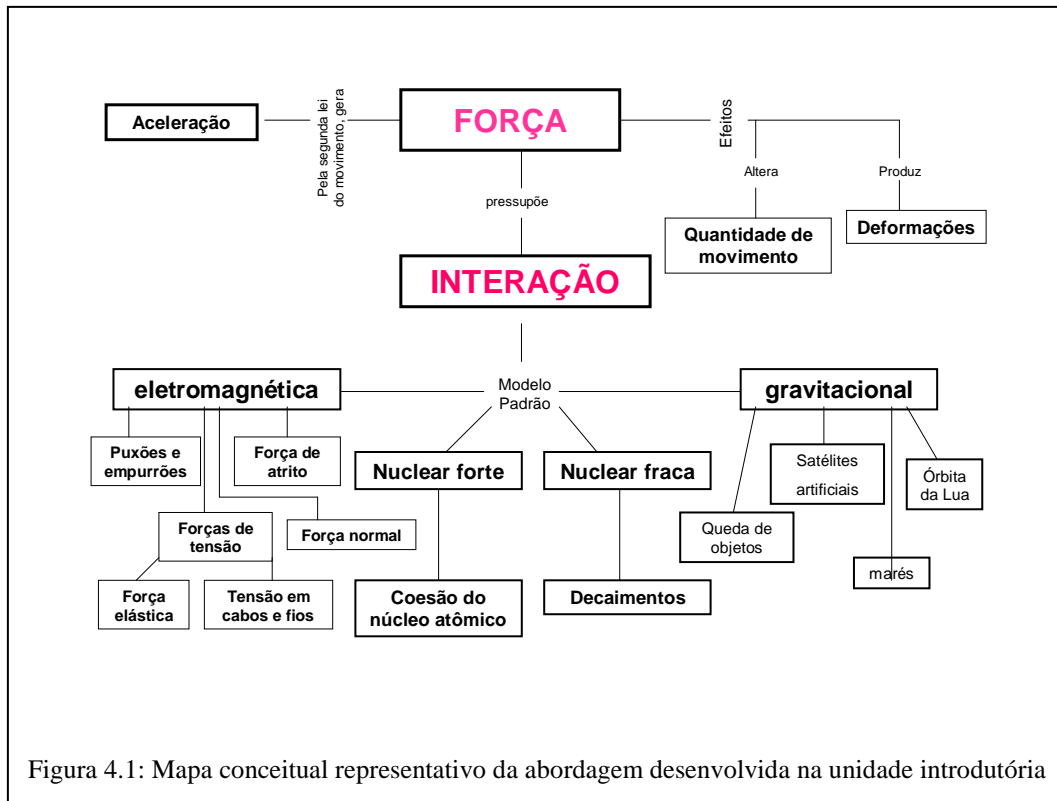 Aceleração
Pela segunda lei
do movimento, gera
FORÇA
Efeitos
Altera
Produz
pressupõe
Quantidade de
movimento
Deformações
INTERAÇÃO
eletromagnética
Modelo
Padrão
gravitacional
Puxões e
empurrões
Força de
atrito
Nuclear forte
Nuclear fraca
Satélites
artificiais
Órbita
da Lua
Forças de
tensão
Força normal
Queda de
objetos
marés
Força
elástica
Tensão em
cabos e fios
Coesão do
núcleo atômico
Decaimentos
Figura 4.1: Mapa conceitual representativo da abordagem desenvolvida na unidade introdutória